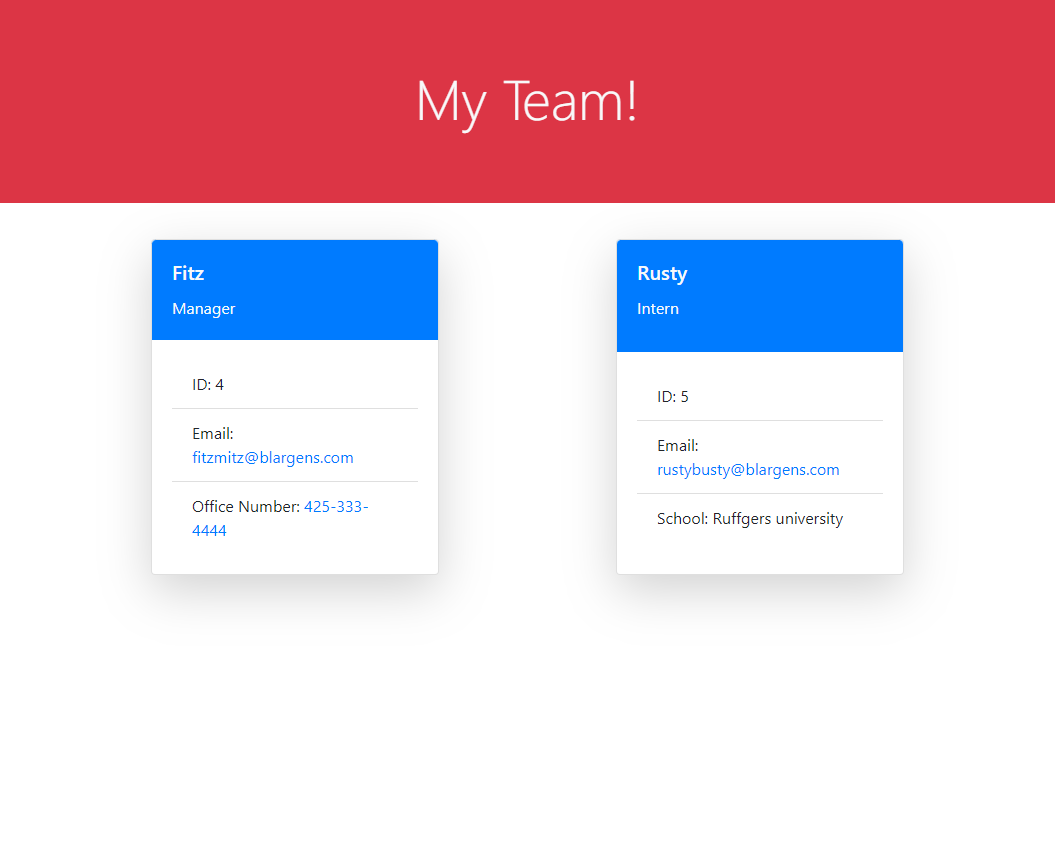 My Team!
Fitz
Manager
ID: 4
Email:
fitzmitz@blargens.com
Office Number: 425-333-
4444
Rusty
Intern
ID: 5
Email:
rustybusty@blargens.com
School: Ruffgers university